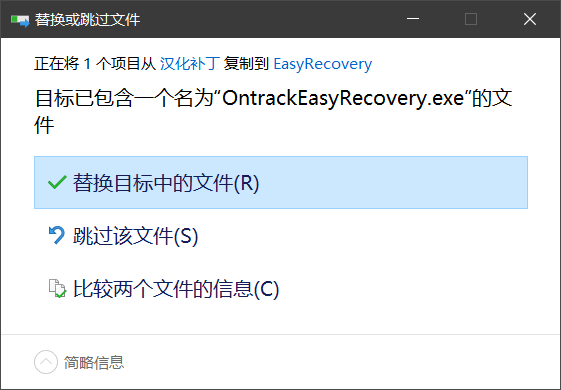 替换或跳过文件
正在将 1 个项目从 汉化补丁 复制到 EasyRecovery
目标已包含一个名为“OntrackEasyRecovery.exe”的文
件
替换目标中的文件(R)
跳过该文件(S)
比较两个文件的信息(C)
简略信息